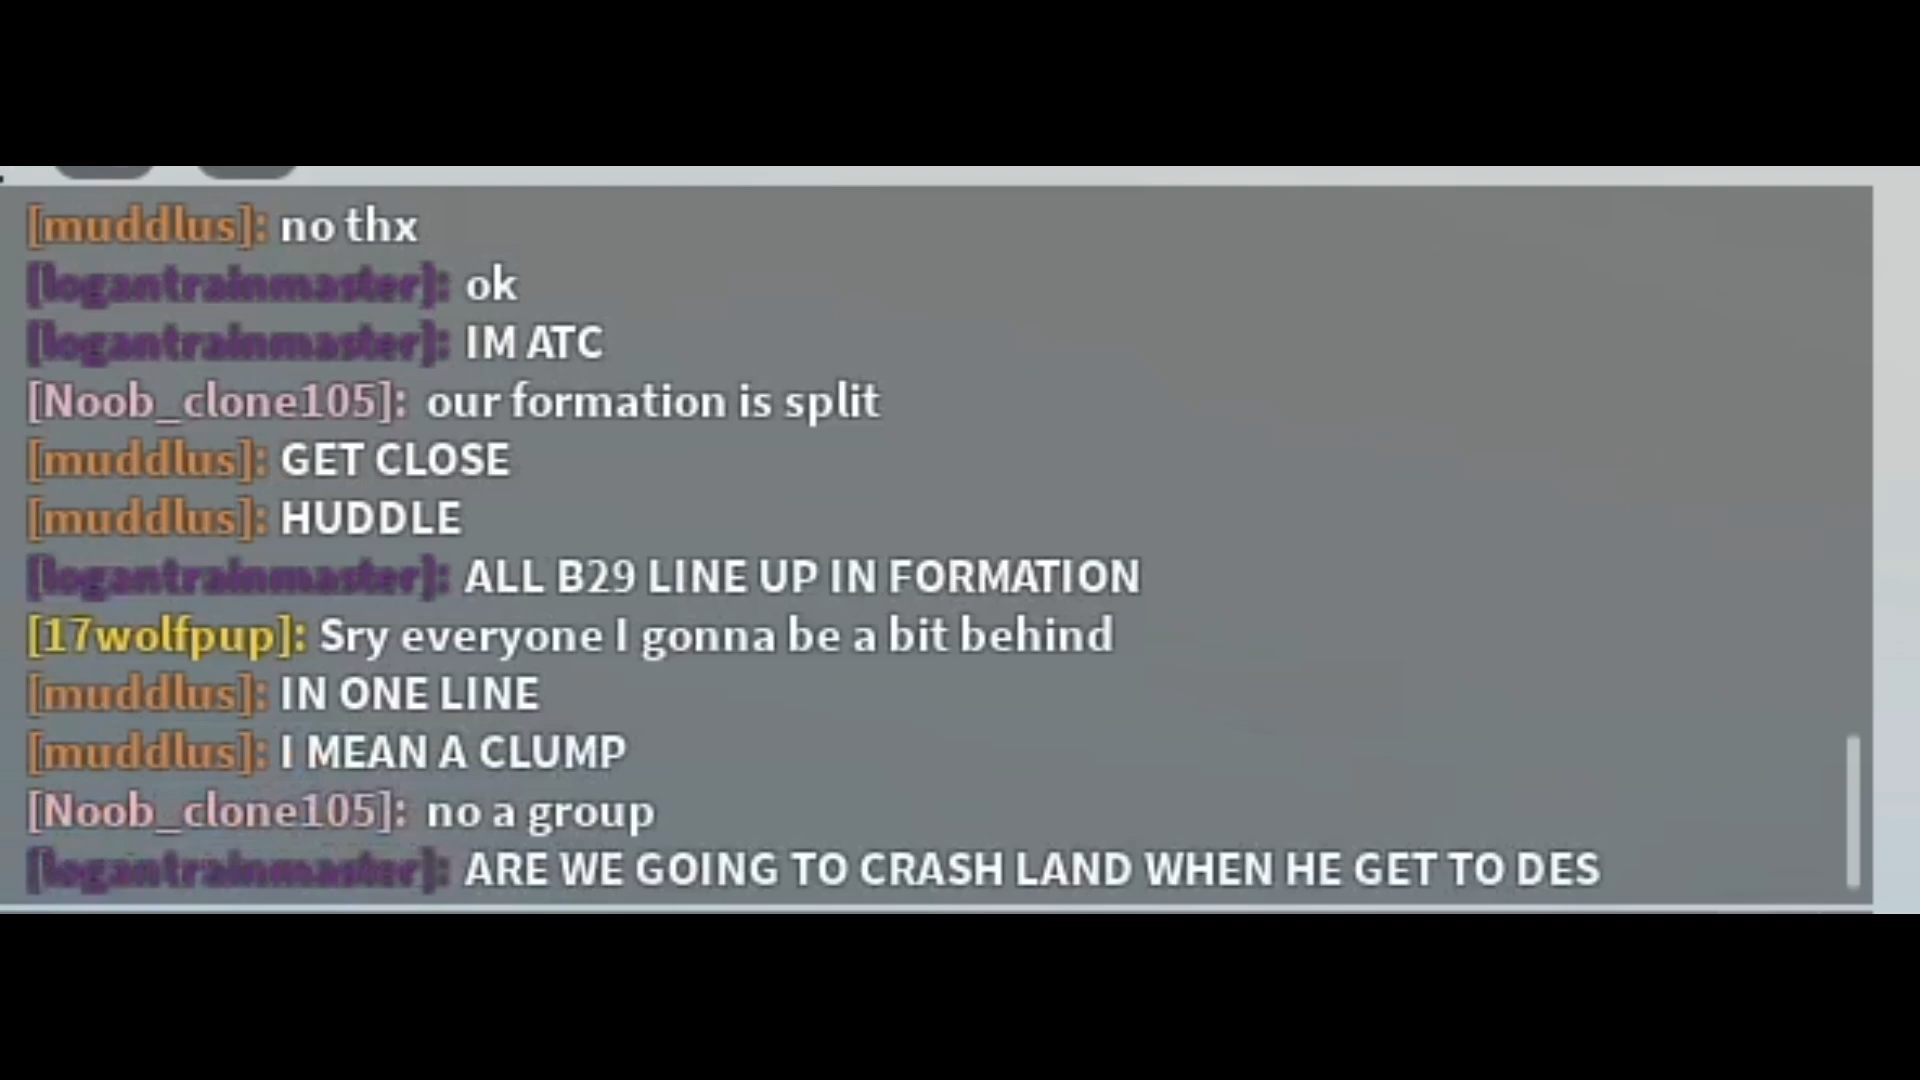 [muddlus]: no thx
[logantrainmaster]: ok
[logantrainmaster]: IM ATC
[Noob_clone105]: our formation is split
[muddlus]: GET CLOSE
[muddlus]: HUDDLE
[logantrainmaster]: ALL B29 LINE UP IN FORMATION
[17wolfpup]: Sry everyone I gonna be a bit behind
[muddlus]: IN ONE LINE
[muddlus]: I MEAN A CLUMP
[Noob_clone105]: no a group
[logantrainmaster]: ARE WE GOING TO CRASH LAND WHEN HE GET TO DES